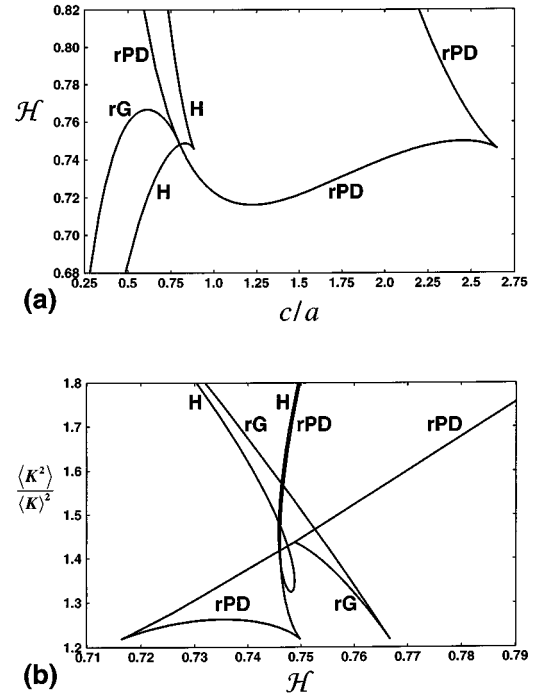 0.82
0.80
0.78
0.76
0.74
0.72
0.70
0.68
ℋ
rPD
rG
H
H
rPD
rPD
0.25 0.5 0.75 1.0 1.25 1.5 1.75 2.0 2.25 2.5 2.75
(a)
c/a
1.8
1.7
1.6
1.5
1.4
1.3
1.2
⟨K²⟩
⟨K⟩²
H
rG
H
rPD
rPD
rPD
rG
0.71 0.72 0.73 0.74 0.75 0.76 0.77 0.78 0.79
(b)
ℋ